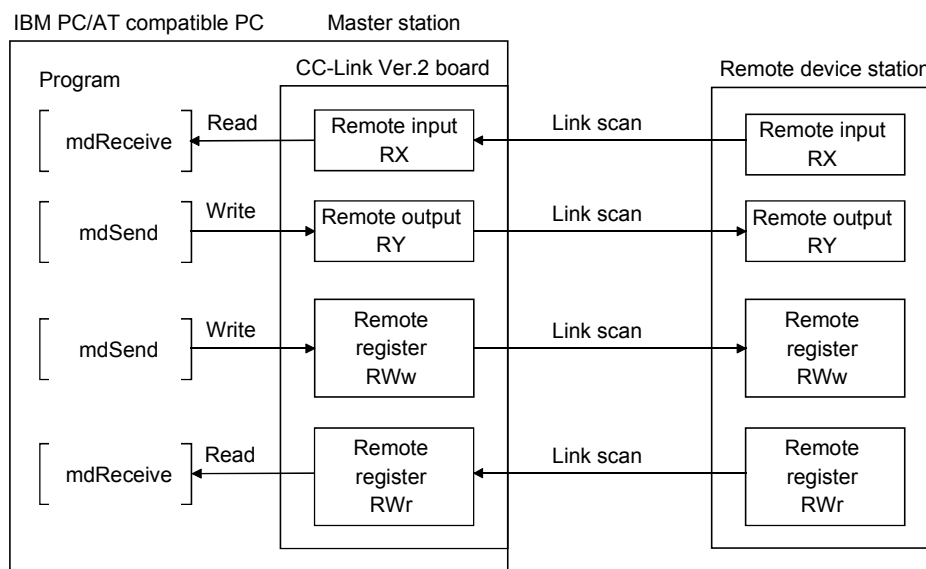 IBM PC/AT compatible PC
Master station
Program
CC-Link Ver.2 board
Remote device station
mdReceive
Read
Remote input
RX
Link scan
Remote input
RX
mdSend
Write
Remote output
RY
Link scan
Remote output
RY
mdSend
Write
Remote
register
RWw
Link scan
Remote
register
RWw
mdReceive
Read
Remote
register
RWr
Link scan
Remote
register
RWr